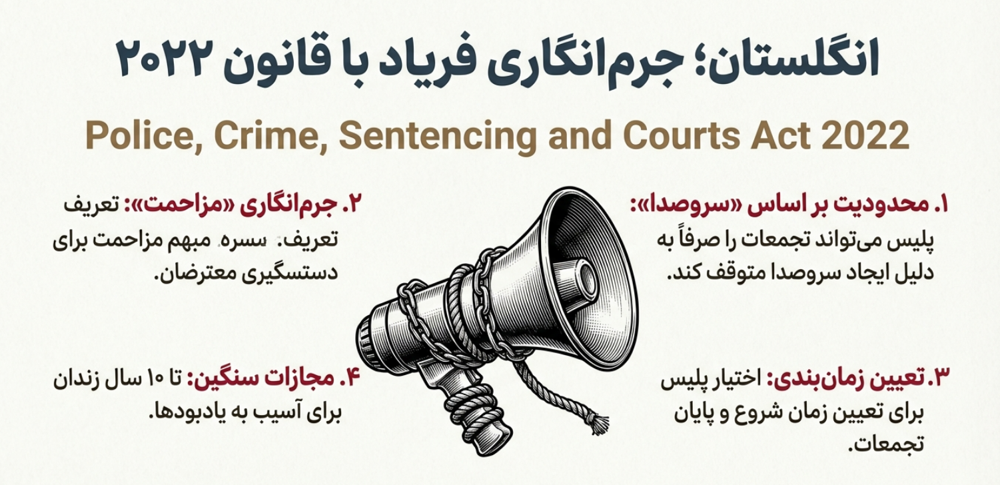 انگلستان؛ جرم‌انگاری فریاد با قانون ۲۰۲۲
Police, Crime, Sentencing and Courts Act 2022
۱. محدودیت بر اساس «سروصدا»:
پلیس می‌تواند تجمعات را صرفاً به
دلیل ایجاد سروصدا متوقف کند.
۲. جرم‌انگاری «مزاحمت»: تعریف
تعریف. مبهم مزاحمت برای
دستسگیری معترضان.
۳. تعیین زمان‌بندی: اختیار پلیس
برای تعیین زمان شروع و پایان
تجمعات.
۴. مجازات سنگین: تا ۱۰ سال زندان
برای آسیب به یادبودها.